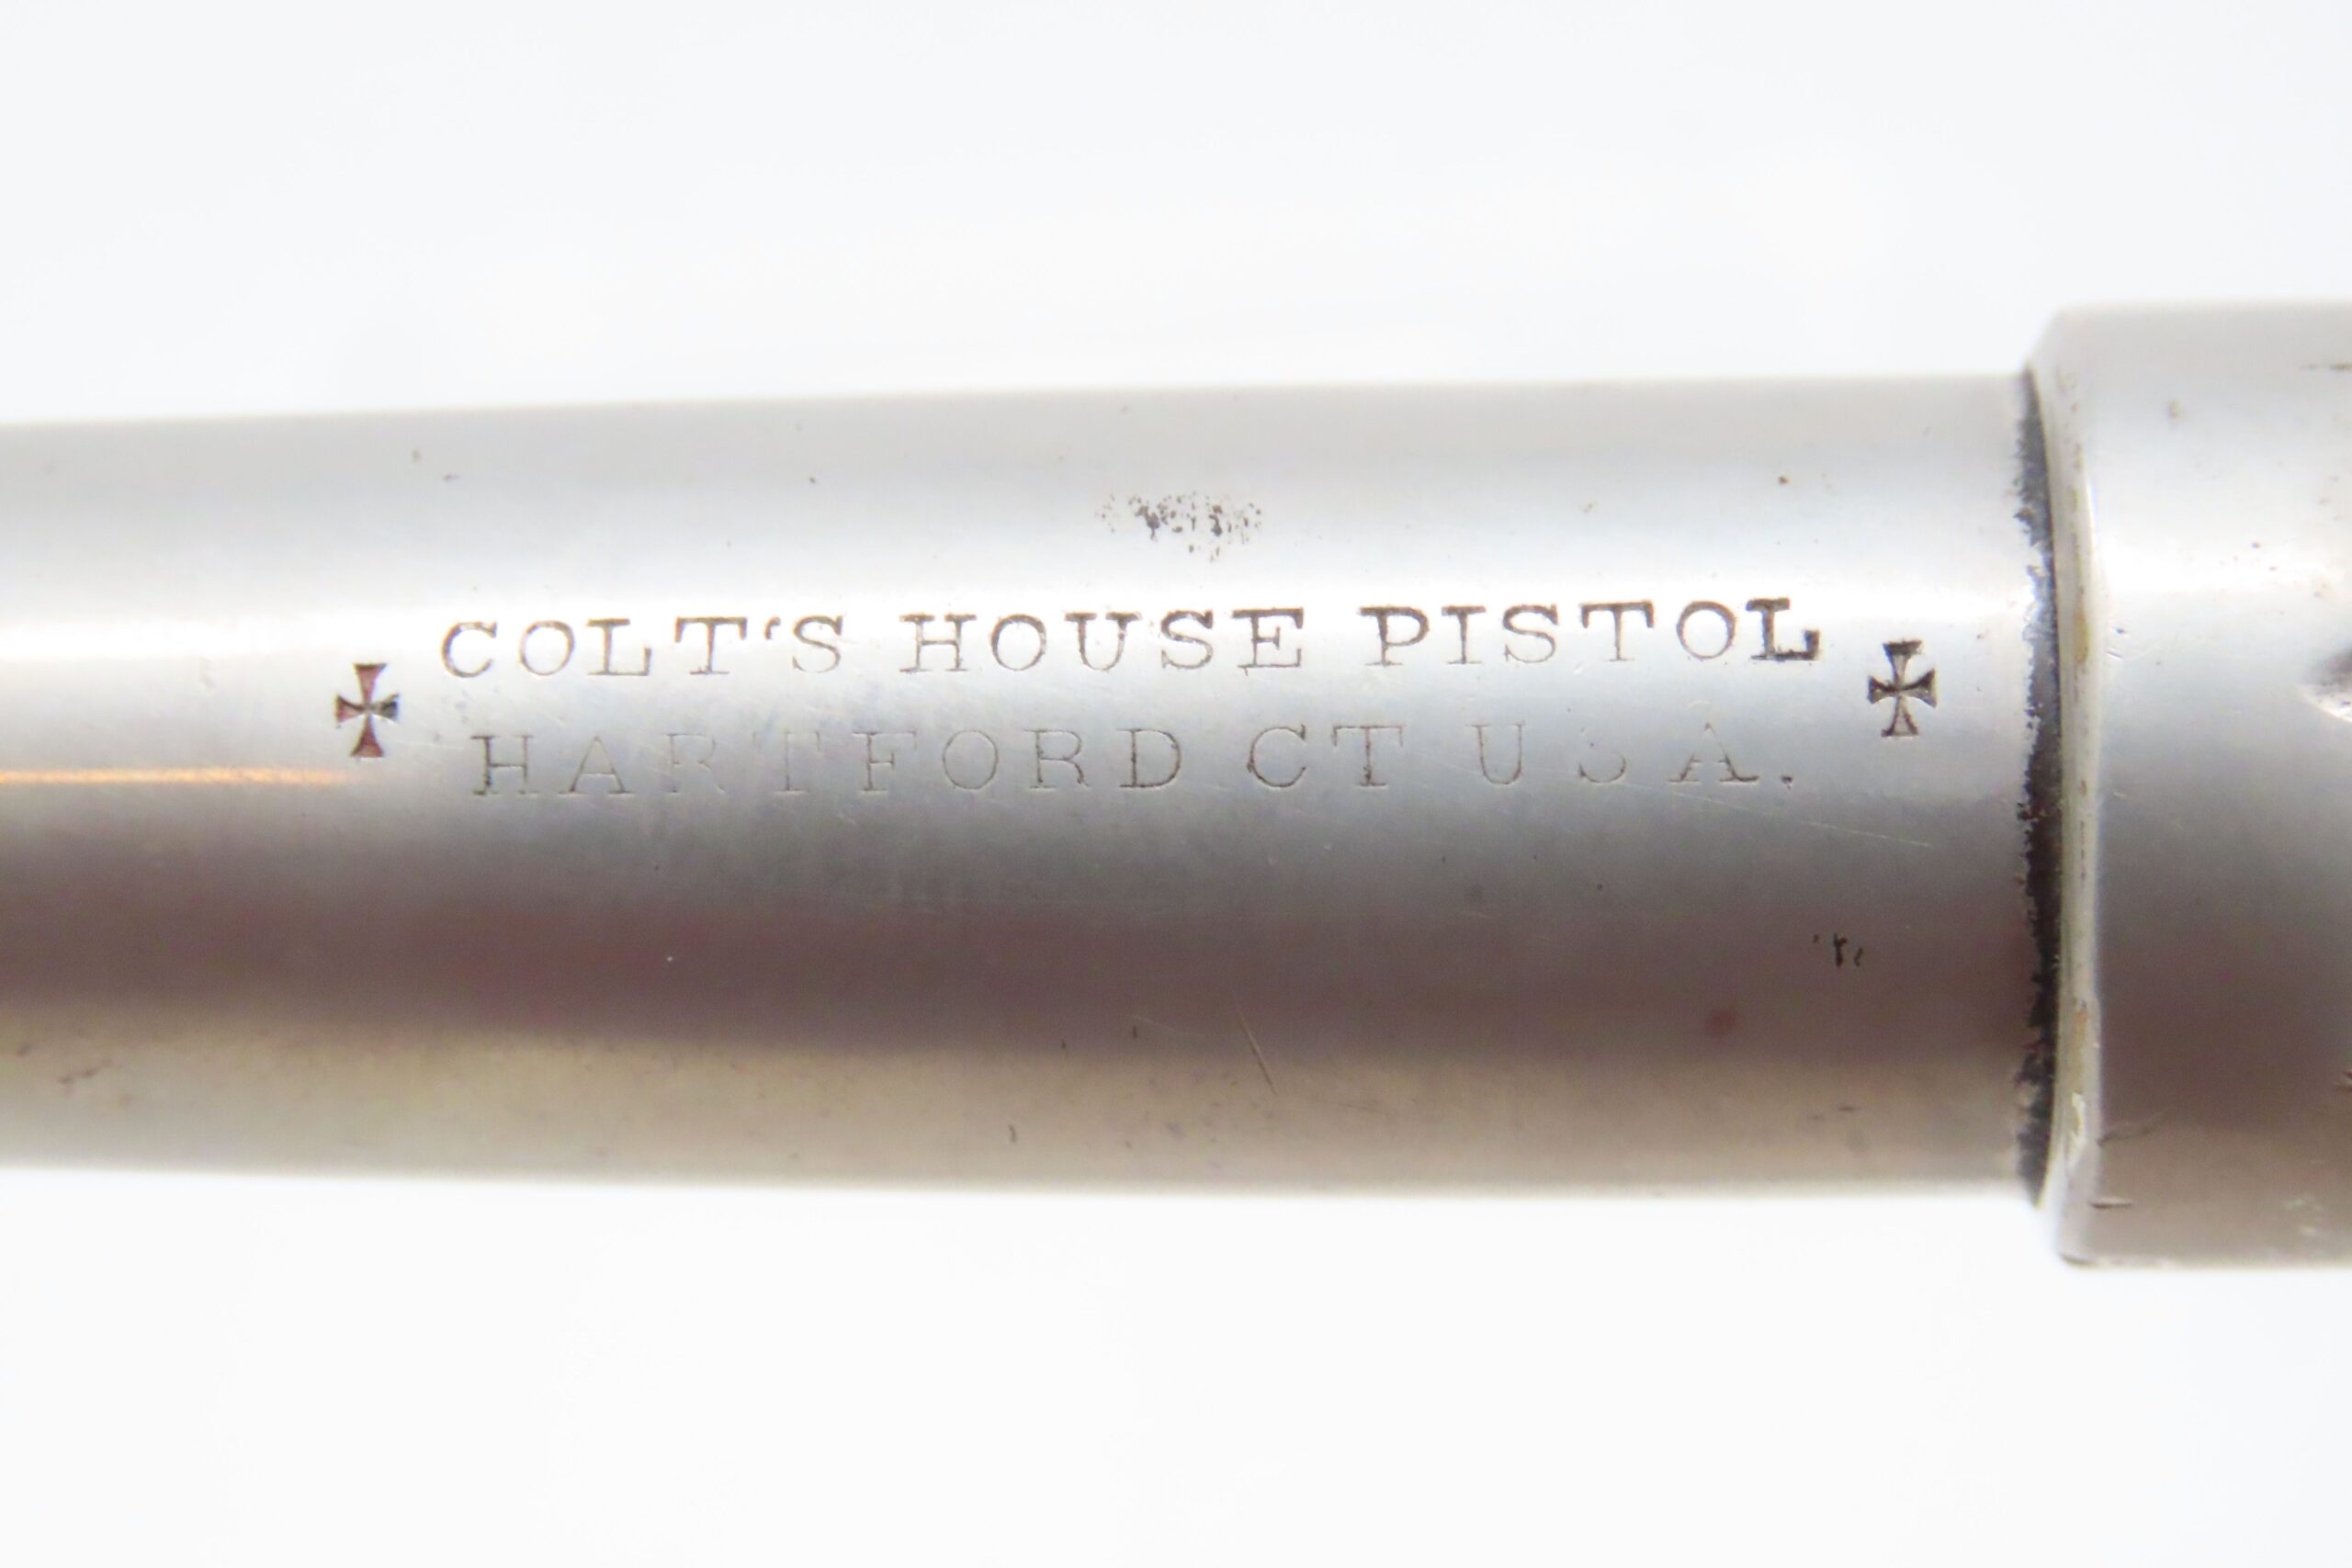 COLT'S HOUSE PISTOL
HARTFORD CT U S A.